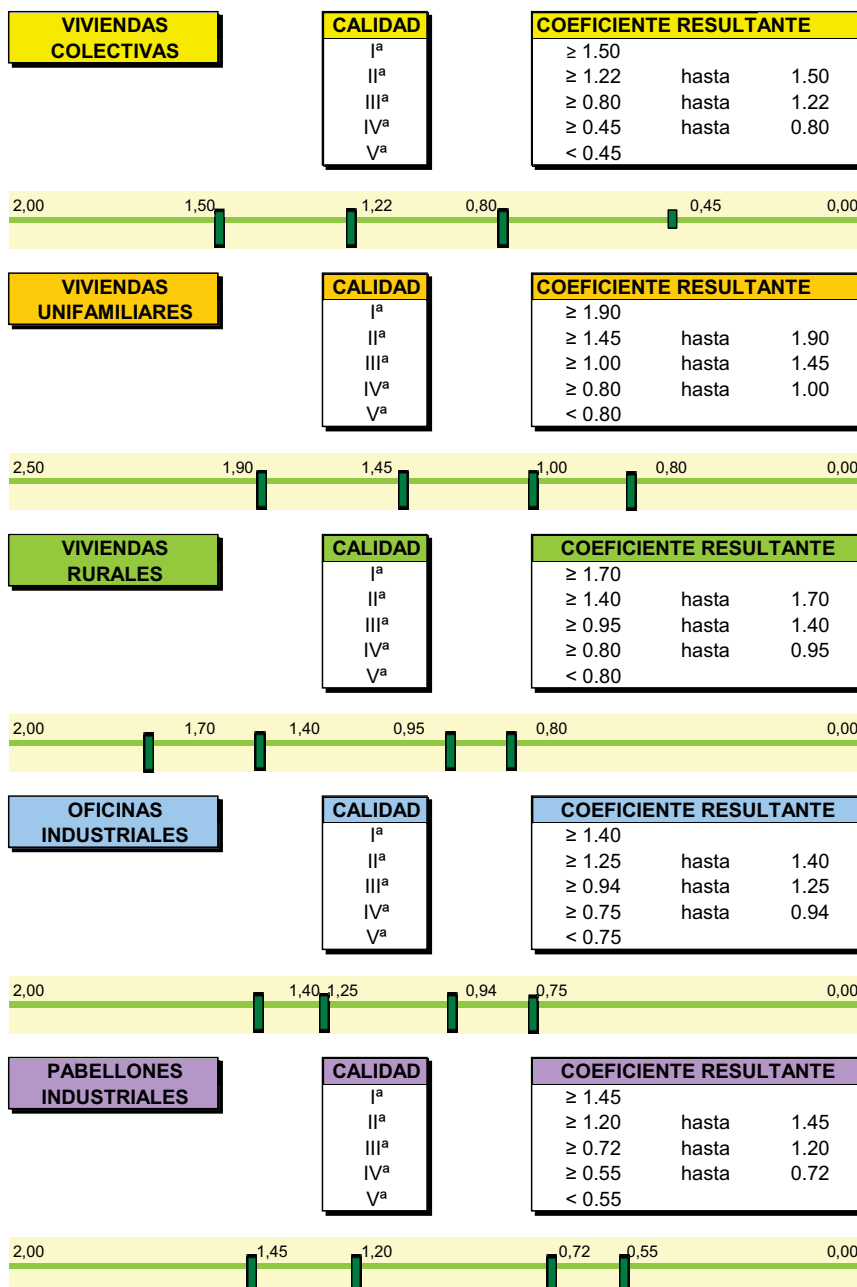 VIVIENDAS COLECTIVAS
CALIDAD COEFICIENTE RESULTANTE
Iª ≥ 1.50
IIª ≥ 1.22 hasta 1.50
IIIª ≥ 0.80 hasta 1.22
IVª ≥ 0.45 hasta 0.80
Vª < 0.45
2,00 1,50 1,22 0,80 0,45 0,00
VIVIENDAS UNIFAMILIARES
CALIDAD COEFICIENTE RESULTANTE
Iª ≥ 1.90
IIª ≥ 1.45 hasta 1.90
IIIª ≥ 1.00 hasta 1.45
IVª ≥ 0.80 hasta 1.00
Vª < 0.80
2,50 1,90 1,45 1,00 0,80 0,00
VIVIENDAS RURALES
CALIDAD COEFICIENTE RESULTANTE
Iª ≥ 1.70
IIª ≥ 1.40 hasta 1.70
IIIª ≥ 0.95 hasta 1.40
IVª ≥ 0.80 hasta 0.95
Vª < 0.80
2,00 1,70 1,40 0,95 0,80 0,00
OFICINAS INDUSTRIALES
CALIDAD COEFICIENTE RESULTANTE
Iª ≥ 1.40
IIª ≥ 1.25 hasta 1.40
IIIª ≥ 0.94 hasta 1.25
IVª ≥ 0.75 hasta 0.94
Vª < 0.75
2,00 1,40 1,25 0,94 0,75 0,00
PABELLONES INDUSTRIALES
CALIDAD COEFICIENTE RESULTANTE
Iª ≥ 1.45
IIª ≥ 1.20 hasta 1.45
IIIª ≥ 0.72 hasta 1.20
IVª ≥ 0.55 hasta 0.72
Vª < 0.55
2,00 1,45 1,20 0,72 0,55 0,00